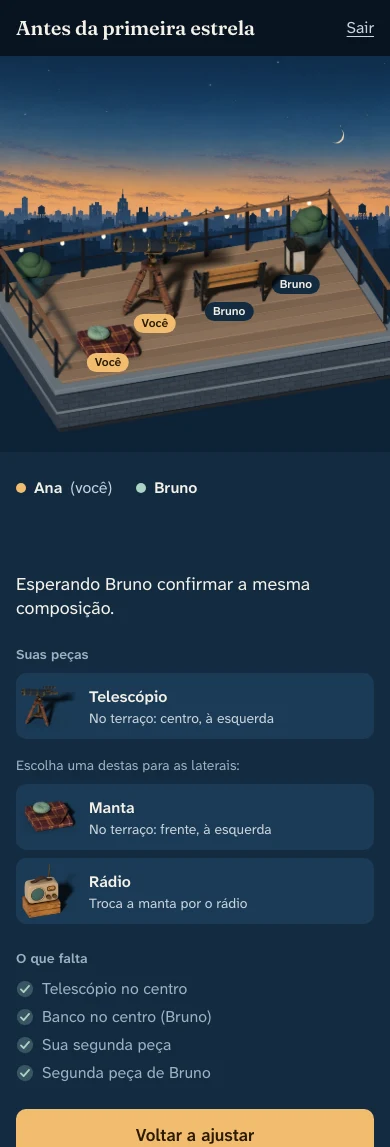 Antes da primeira estrela
Sair
Bruno
Bruno
Você
Você
Ana (você)
Bruno
Esperando Bruno confirmar a mesma
composição.
Suas peças
Telescópio
No terraço: centro, à esquerda
Escolha uma destas para as laterais:
Manta
No terraço: frente, à esquerda
Rádio
Troca a manta por o rádio
O que falta
Telescópio no centro
Banco no centro (Bruno)
Sua segunda peça
Segunda peça de Bruno
Voltar a ajustar